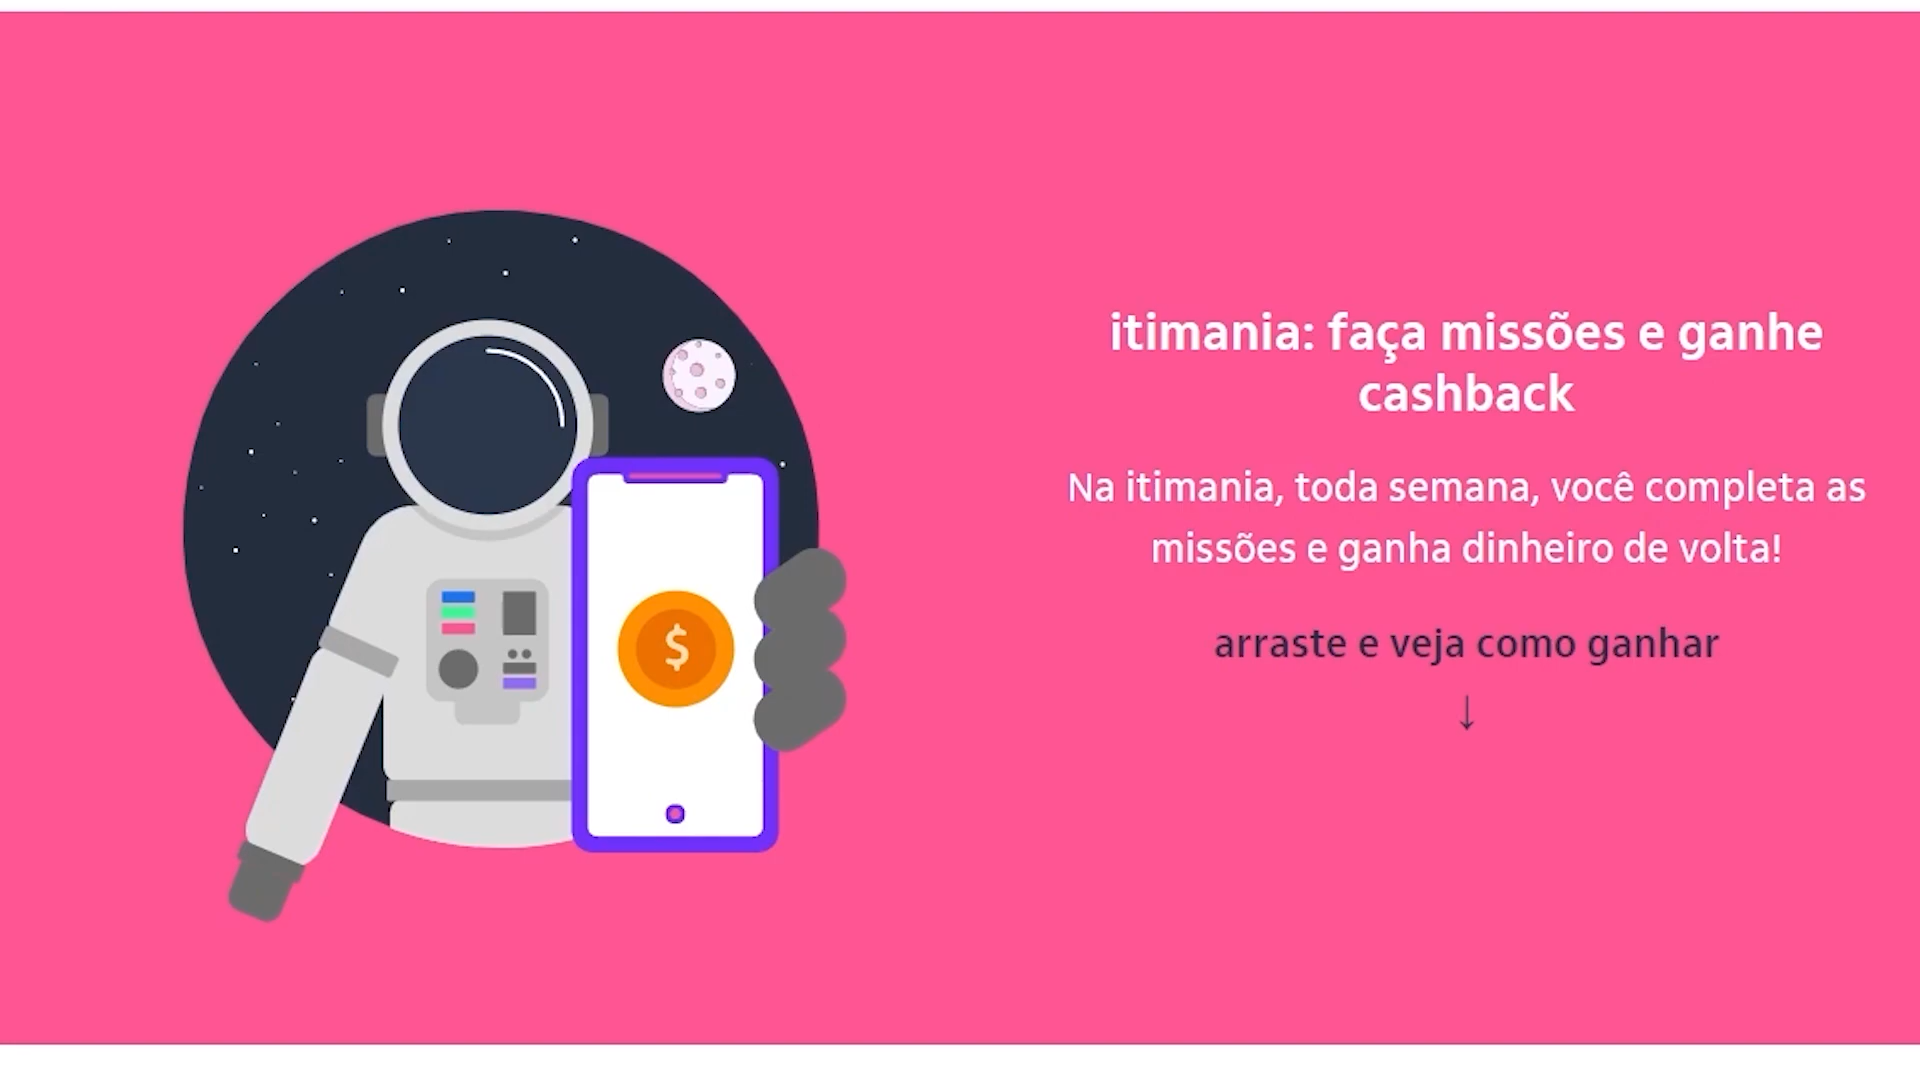 itimania: faça missões e ganhe
cashback
Na itimania, toda semana, você completa as
missões e ganha dinheiro de volta!
arraste e veja como ganhar
↓
$